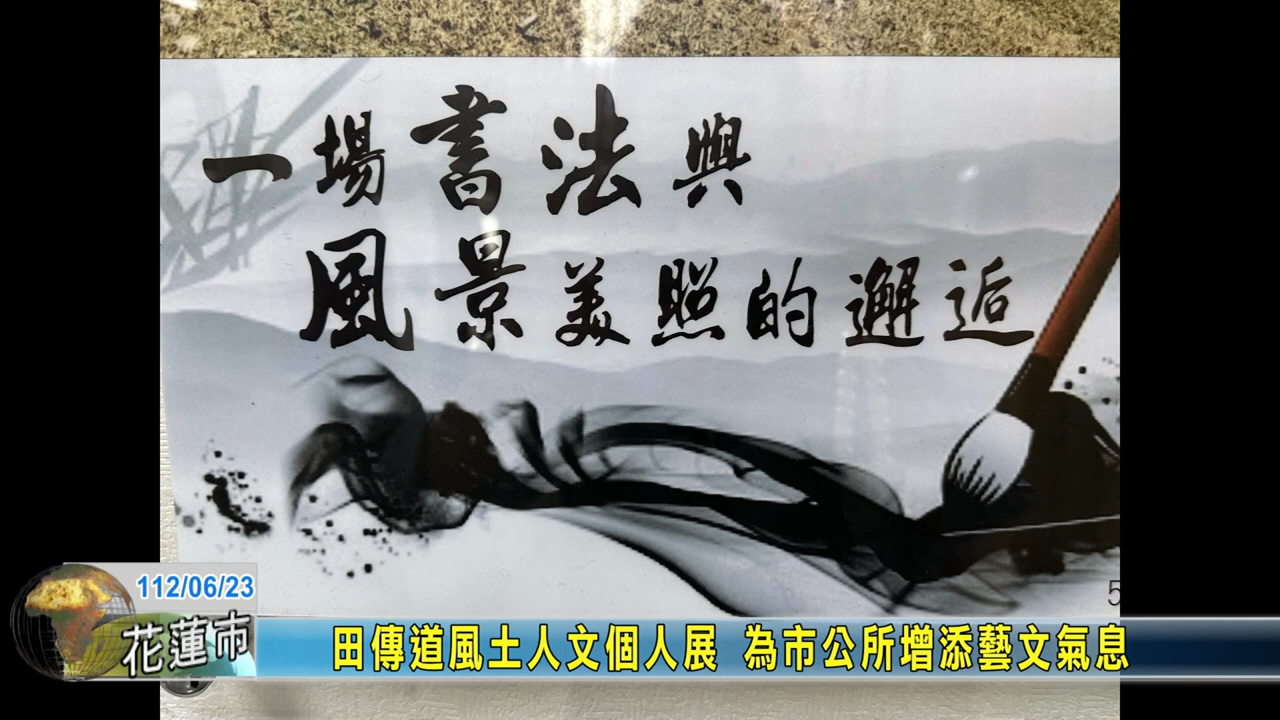 一場書法與
風景美照的邂逅
5
112/06/23
花蓮市
田傳道風土人文個人展 為市公所增添藝文氣息